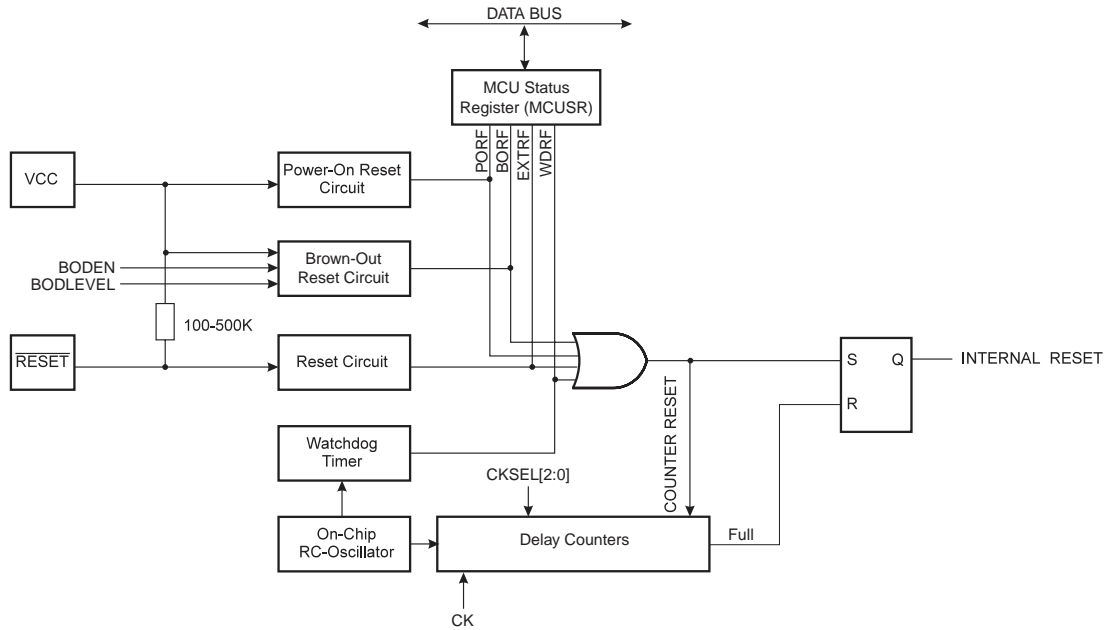 DATA BUS
MCU Status
Register (MCUSR)
PORF
BORF
EXTRF
WDRF
VCC
Power-On Reset
Circuit
BODEN
BODLEVEL
Brown-Out
Reset Circuit
100-500K
RESET
Reset Circuit
S
Q
INTERNAL RESET
R
Watchdog
Timer
CKSEL[2:0]
COUNTER RESET
On-Chip
RC-Oscillator
Delay Counters
Full
CK